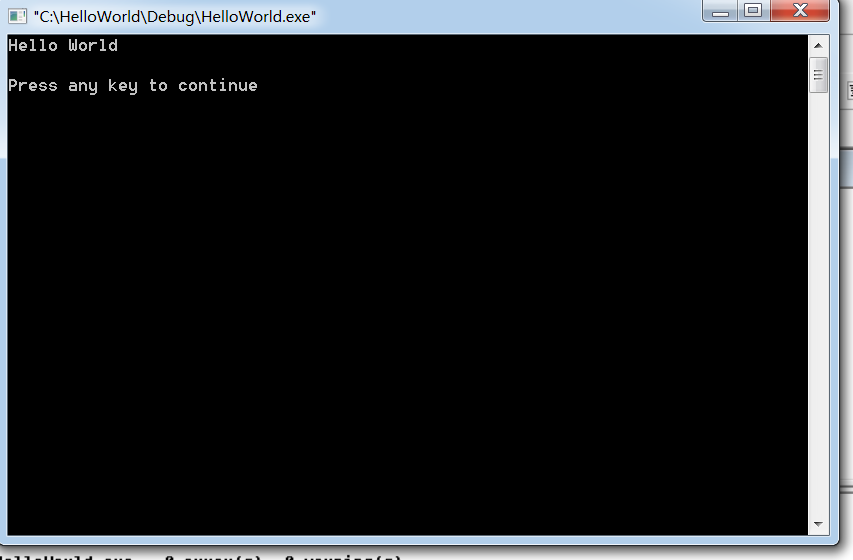 "C:\HelloWorld\Debug\HelloWorld.exe"
Hello World
Press any key to continue